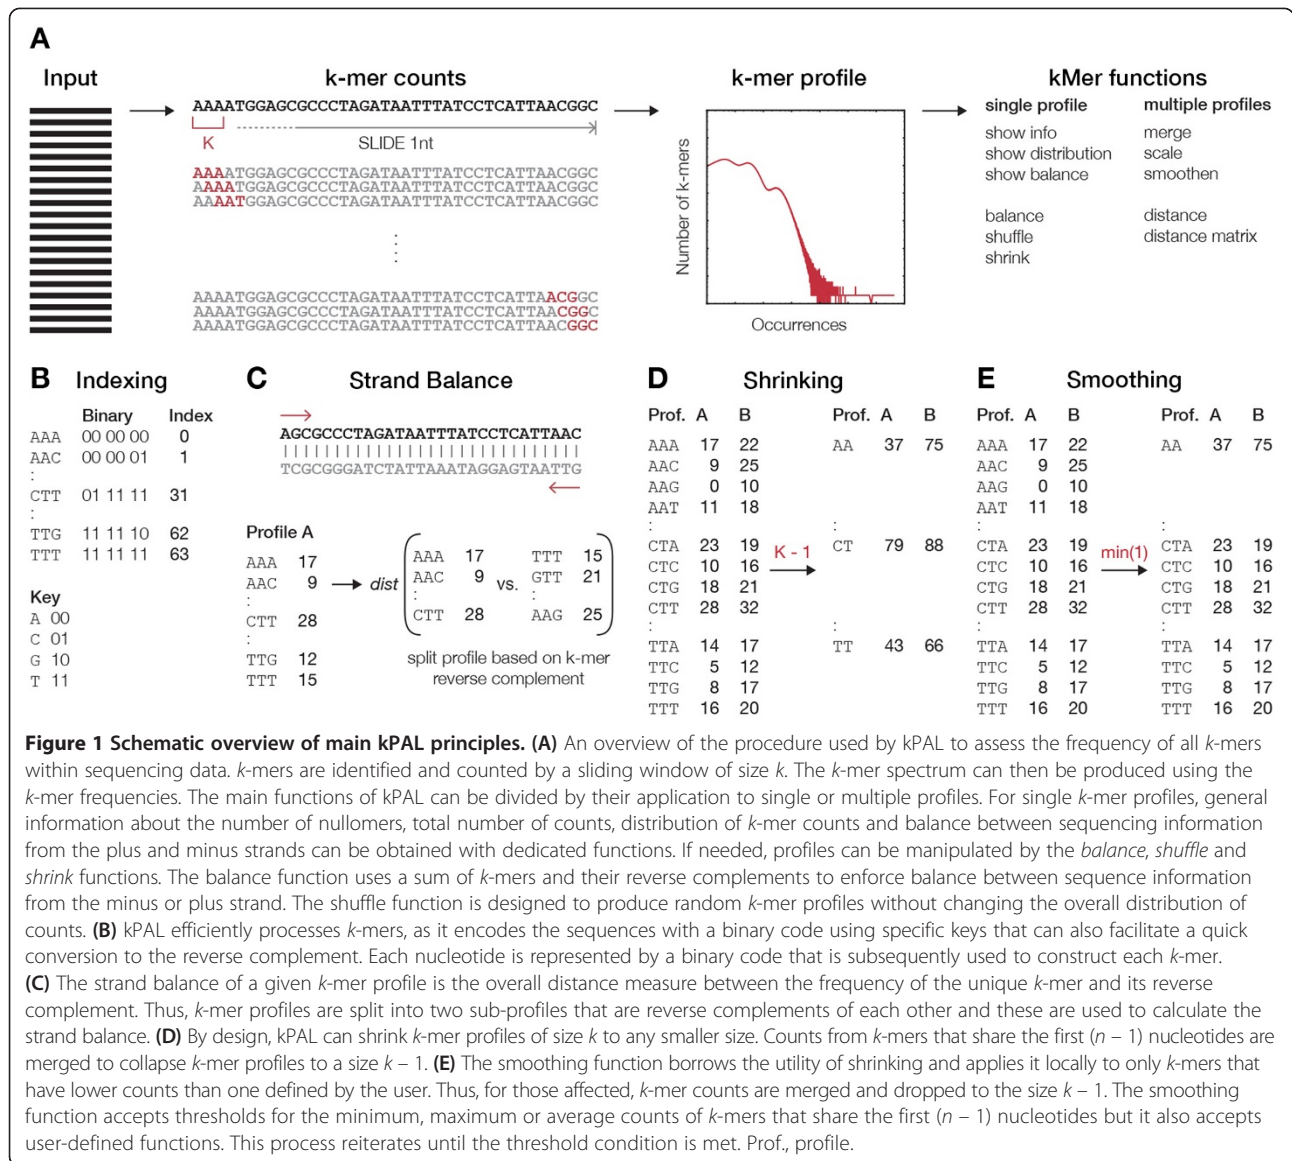 A
Input
k-mer counts
k-mer profile
kMer functions
AAAATGGAGCGCCCTAGATAATTTATCCTCATTAACGGC
K
SLIDE 1nt
AAAATGGAGCGCCCTAGATAATTTATCCTCATTAACGGC
AAAATGGAGCGCCCTAGATAATTTATCCTCATTAACGGC
AAAATGGAGCGCCCTAGATAATTTATCCTCATTAACGGC
AAAATGGAGCGCCCTAGATAATTTATCCTCATTAACGGC
AAAATGGAGCGCCCTAGATAATTTATCCTCATTAACGGC
AAAATGGAGCGCCCTAGATAATTTATCCTCATTAACGGC
Number of k-mers
Occurrences
single profile multiple profiles
show info merge
show distribution scale
show balance smoothen
balance distance
shuffle distance matrix
shrink
B Indexing
Binary Index
AAA 00 00 00 0
AAC 00 00 01 1
:
CTT 01 11 11 31
:
TTG 11 11 10 62
TTT 11 11 11 63
Key
A 00
C 01
G 10
T 11
C Strand Balance
AGCGCCCTAGATAATTTATCCTCATTAAC
TCGCGGGATCTATTAAATAGGAGTAATTG
Profile A
AAA 17
AAC 9
:
CTT 28
:
TTG 12
TTT 15
dist
AAA 17
AAC 9
:
CTT 28
vs.
TTT 15
GTT 21
:
AAG 25
split profile based on k-mer
reverse complement
D Shrinking
Prof. A B
AAA 17 22
AAC 9 25
AAG 0 10
AAT 11 18
:
CTA 23 19
CTC 10 16
CTG 18 21
CTT 28 32
:
TTA 14 17
TTC 5 12
TTG 8 17
TTT 16 20
K - 1
Prof. A B
AA 37 75
:
CT 79 88
:
TT 43 66
E Smoothing
Prof. A B
AAA 17 22
AAC 9 25
AAG 0 10
AAT 11 18
:
CTA 23 19
CTC 10 16
CTG 18 21
CTT 28 32
:
TTA 14 17
TTC 5 12
TTG 8 17
TTT 16 20
min(1)
Prof. A B
AA 37 75
:
CTA 23 19
CTC 10 16
CTG 18 21
CTT 28 32
:
TTA 14 17
TTC 5 12
TTG 8 17
TTT 16 20
Figure 1 Schematic overview of main kPAL principles. (A) An overview of the procedure used by kPAL to assess the frequency of all k-mers
within sequencing data. k-mers are identified and counted by a sliding window of size k. The k-mer spectrum can then be produced using the
k-mer frequencies. The main functions of kPAL can be divided by their application to single or multiple profiles. For single k-mer profiles, general
information about the number of nullomers, total number of counts, distribution of k-mer counts and balance between sequencing information
from the plus and minus strands can be obtained with dedicated functions. If needed, profiles can be manipulated by the balance, shuffle and
shrink functions. The balance function uses a sum of k-mers and their reverse complements to enforce balance between sequence information
from the minus or plus strand. The shuffle function is designed to produce random k-mer profiles without changing the overall distribution of
counts. (B) kPAL efficiently processes k-mers, as it encodes the sequences with a binary code using specific keys that can also facilitate a quick
conversion to the reverse complement. Each nucleotide is represented by a binary code that is subsequently used to construct each k-mer.
(C) The strand balance of a given k-mer profile is the overall distance measure between the frequency of the unique k-mer and its reverse
complement. Thus, k-mer profiles are split into two sub-profiles that are reverse complements of each other and these are used to calculate the
strand balance. (D) By design, kPAL can shrink k-mer profiles of size k to any smaller size. Counts from k-mers that share the first (n – 1) nucleotides are
merged to collapse k-mer profiles to a size k – 1. (E) The smoothing function borrows the utility of shrinking and applies it locally to only k-mers that
have lower counts than one defined by the user. Thus, for those affected, k-mer counts are merged and dropped to the size k – 1. The smoothing
function accepts thresholds for the minimum, maximum or average counts of k-mers that share the first (n – 1) nucleotides but it also accepts
user-defined functions. This process reiterates until the threshold condition is met. Prof., profile.